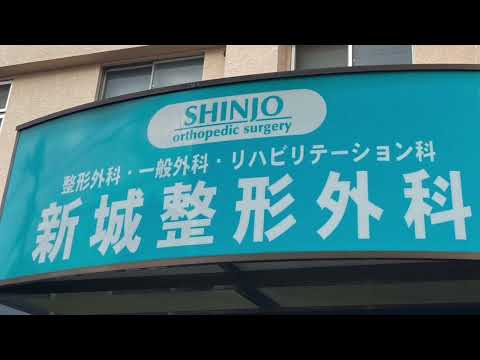 SHINJO
orthopedic surgery
整形外科・一般外科・リハビリテーション科
新城整形外科